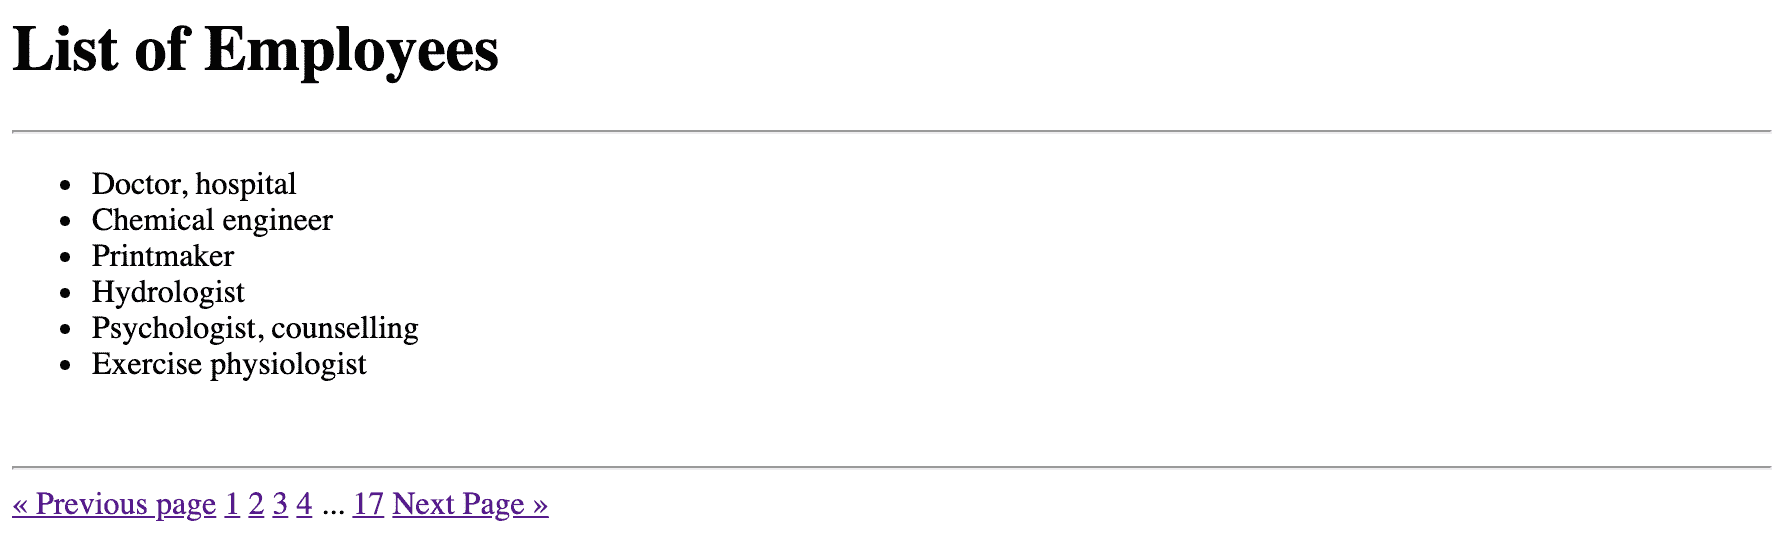 List of Employees
Doctor, hospital
Chemical engineer
Printmaker
Hydrologist
Psychologist, counselling
Exercise physiologist
« Previous page 1 2 3 4 ... 17 Next Page »